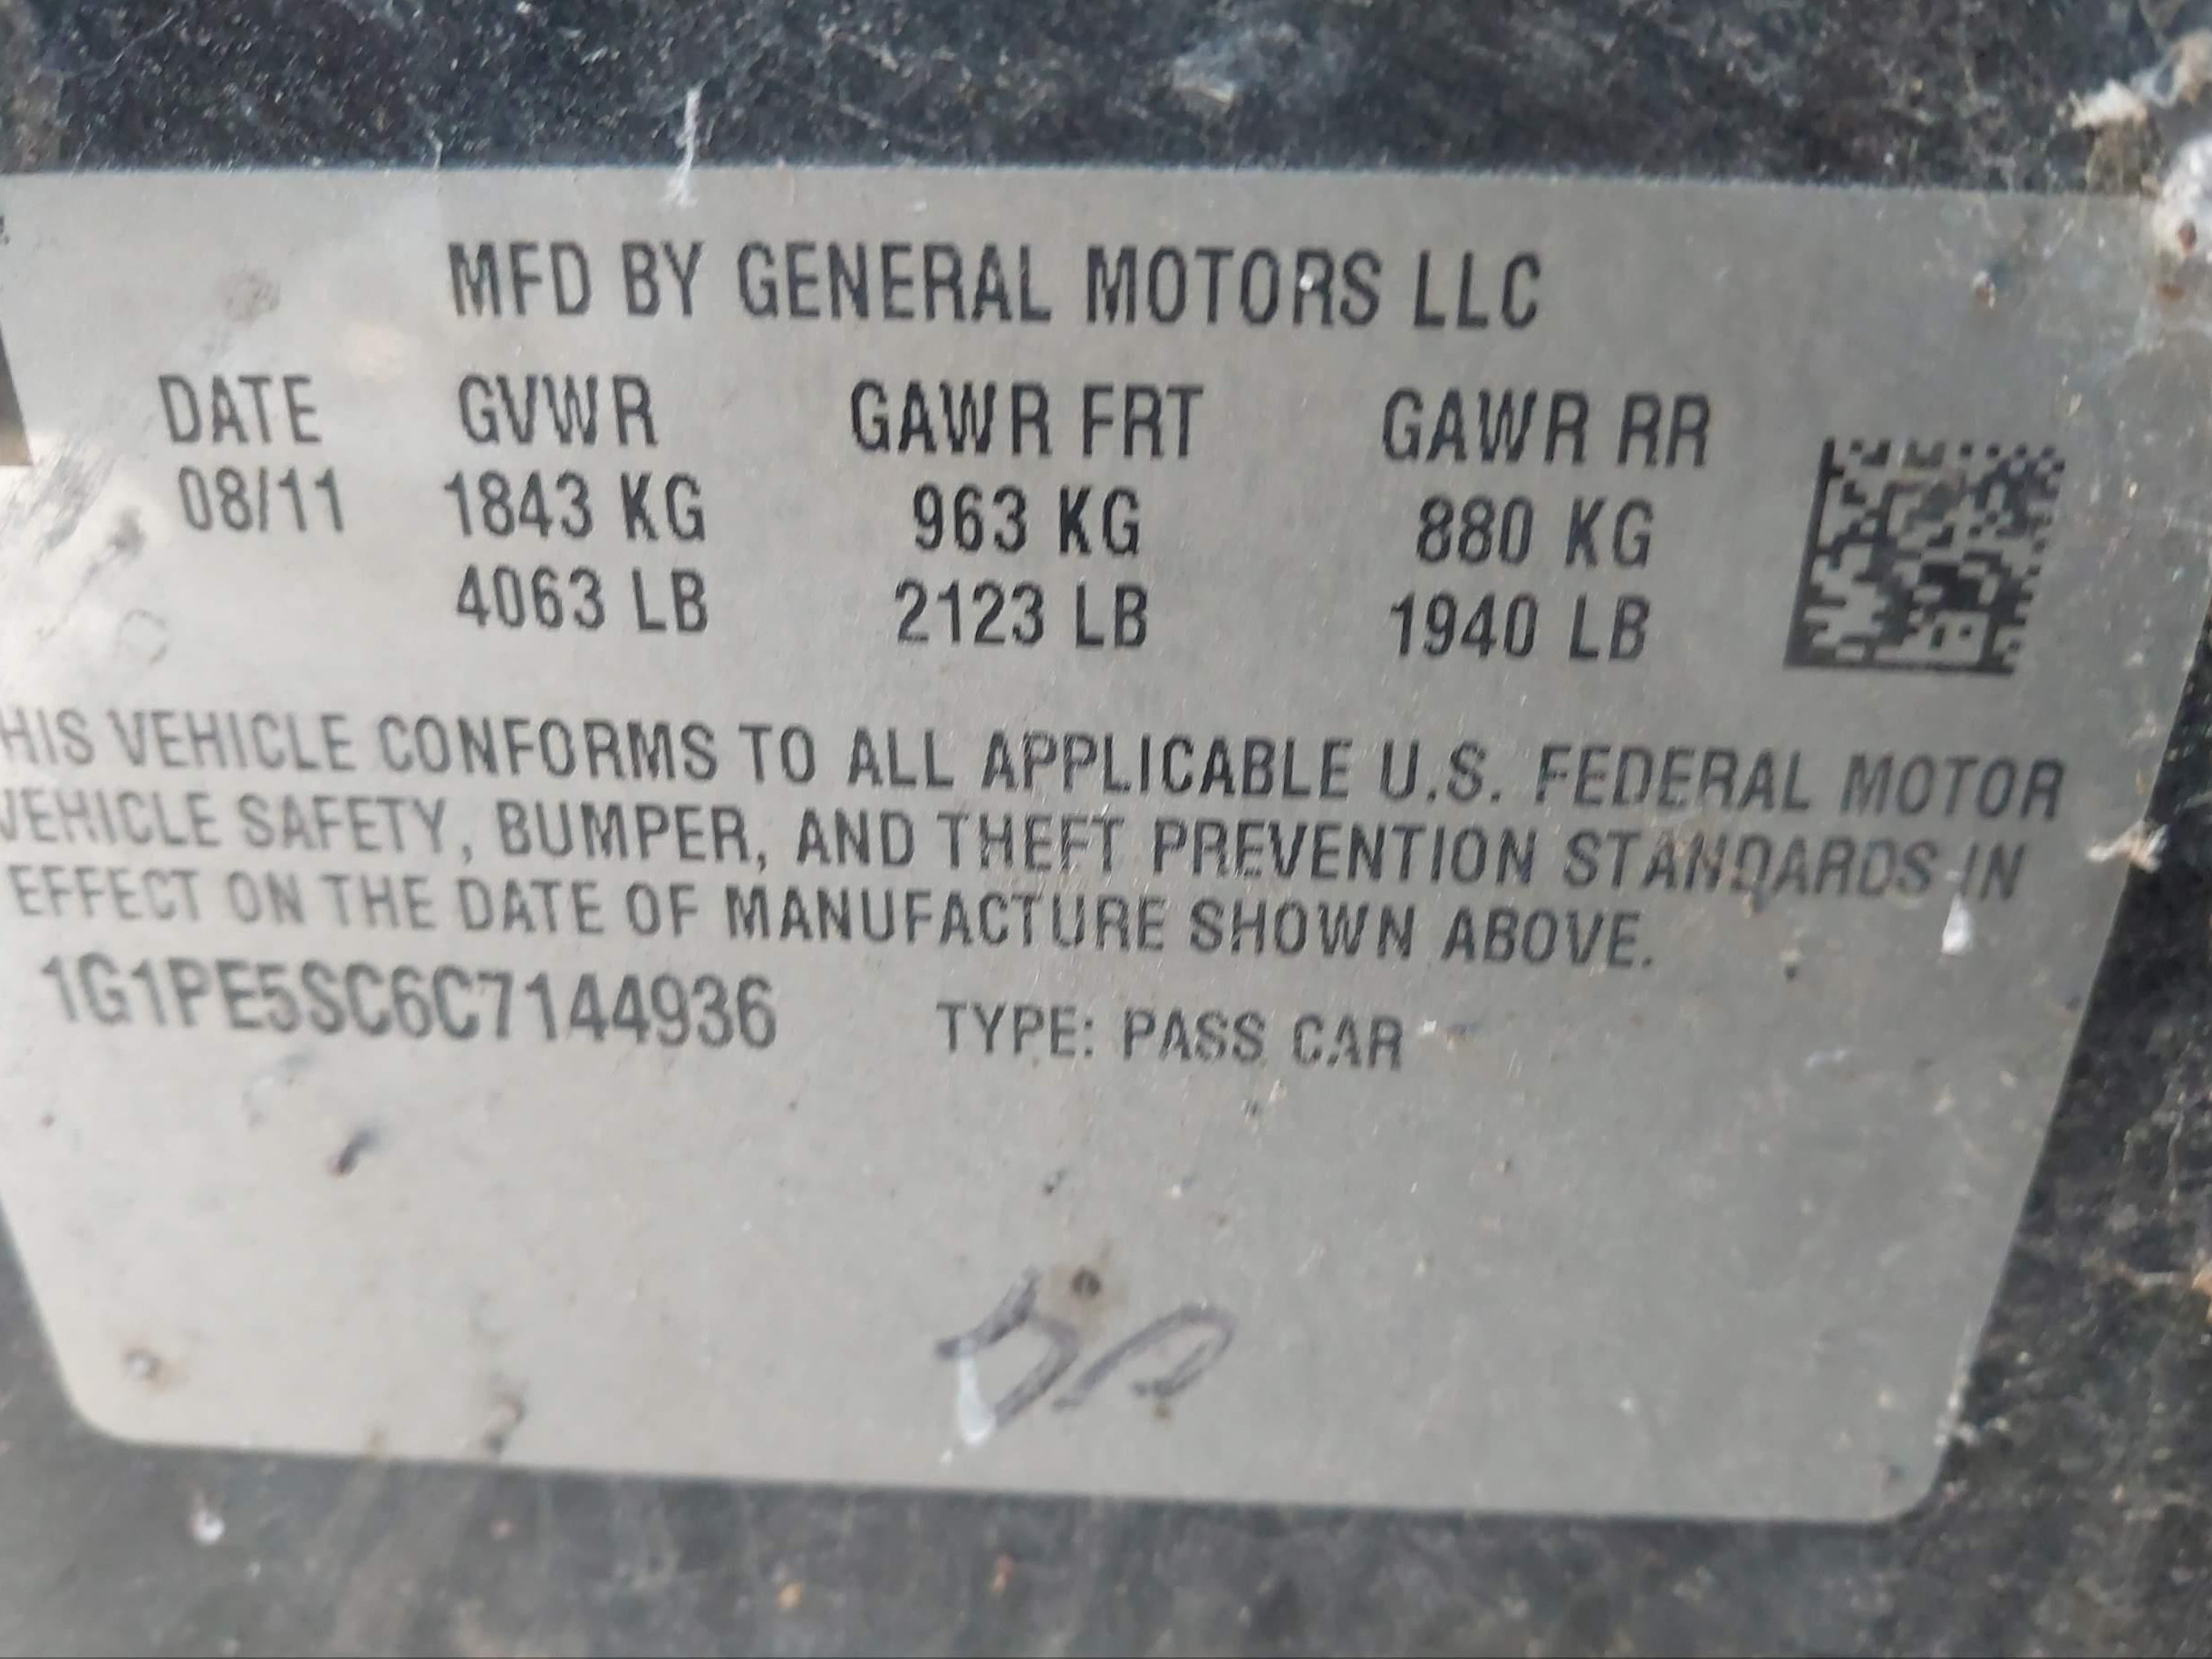 MFD BY GENERAL MOTORS LLC
DATE GVWR GAWR FRT GAWR RR
08/11 1843 KG 963 KG 880 KG
4063 LB 2123 LB 1940 LB
HIS VEHICLE CONFORMS TO ALL APPLICABLE U.S. FEDERAL MOTOR
VEHICLE SAFETY, BUMPER, AND THEFT PREVENTION STANDARDS IN
EFFECT ON THE DATE OF MANUFACTURE SHOWN ABOVE.
1G1PE5SC6C7144936 TYPE: PASS CAR